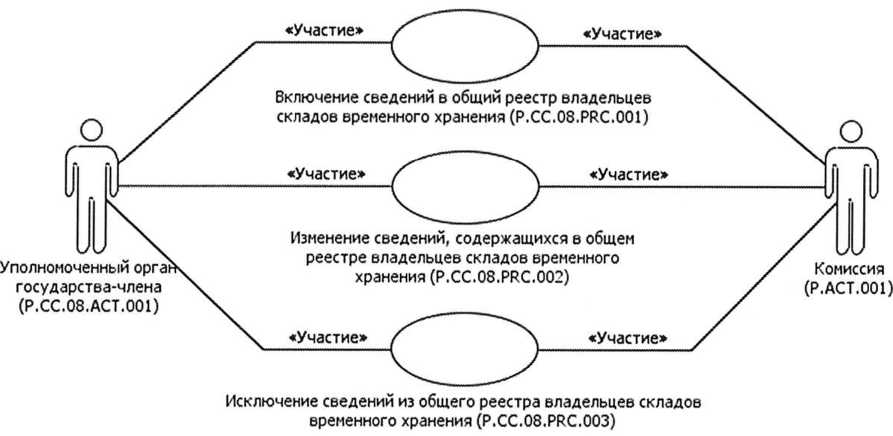 «Участие» «Участие»
Включение сведений в общий реестр владельцев
складов временного хранения (P.CC.08.PRC.001)
«Участие» «Участие»
Изменение сведений, содержащихся в общем
реестре владельцев складов временного
хранения (P.CC.08.PRC.002)
Уполномоченный орган
государства-члена
(P.CC.08.ACT.001)
Комиссия
(P.ACT.001)
«Участие» «Участие»
Исключение сведений из общего реестра владельцев складов
временного хранения (P.CC.08.PRC.003)